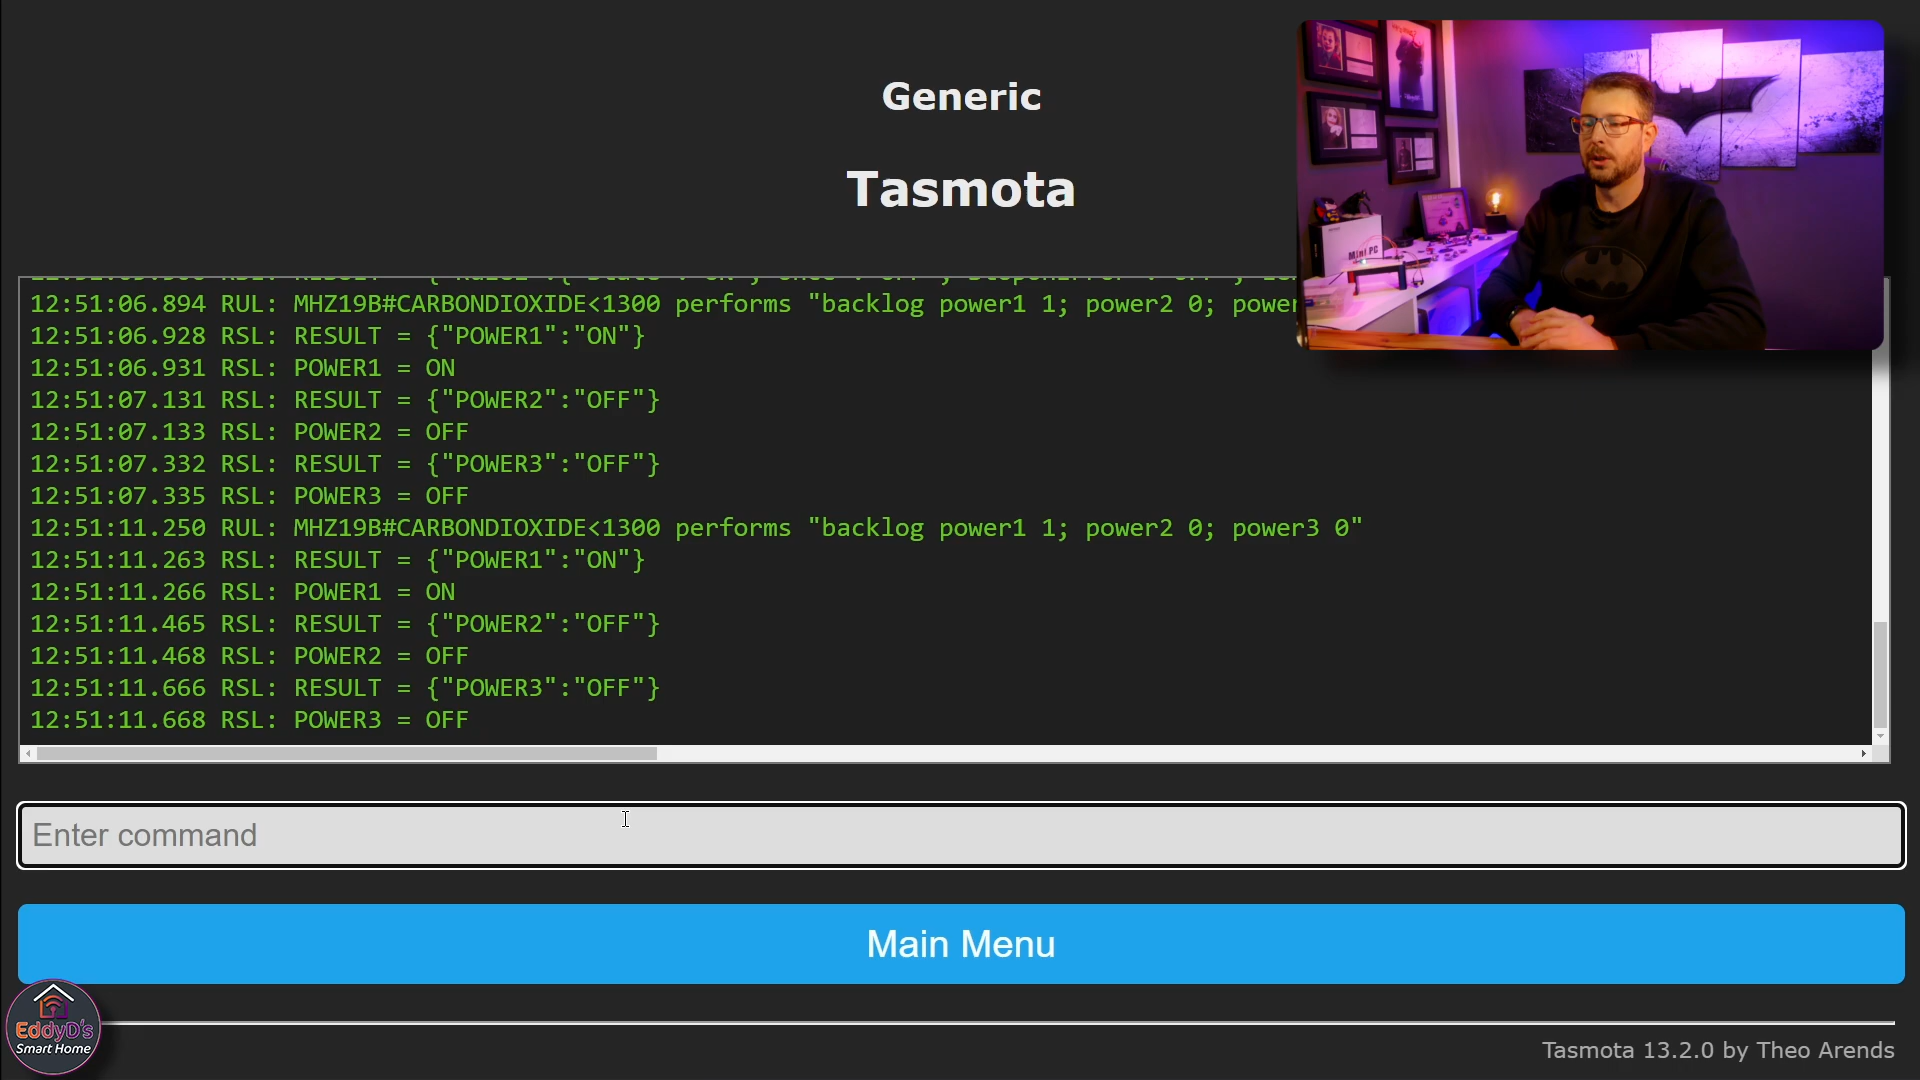 Generic
Tasmota
12:51:06.894 RUL: MHZ19B#CARBONDIOXIDE<1300 performs "backlog power1 1; power2 0; power
12:51:06.928 RSL: RESULT = {"POWER1":"ON"}
12:51:06.931 RSL: POWER1 = ON
12:51:07.131 RSL: RESULT = {"POWER2":"OFF"}
12:51:07.133 RSL: POWER2 = OFF
12:51:07.332 RSL: RESULT = {"POWER3":"OFF"}
12:51:07.335 RSL: POWER3 = OFF
12:51:11.250 RUL: MHZ19B#CARBONDIOXIDE<1300 performs "backlog power1 1; power2 0; power3 0"
12:51:11.263 RSL: RESULT = {"POWER1":"ON"}
12:51:11.266 RSL: POWER1 = ON
12:51:11.465 RSL: RESULT = {"POWER2":"OFF"}
12:51:11.468 RSL: POWER2 = OFF
12:51:11.666 RSL: RESULT = {"POWER3":"OFF"}
12:51:11.668 RSL: POWER3 = OFF
Enter command
Main Menu
EddyD's
Smart Home
Tasmota 13.2.0 by Theo Arends
MINI PC